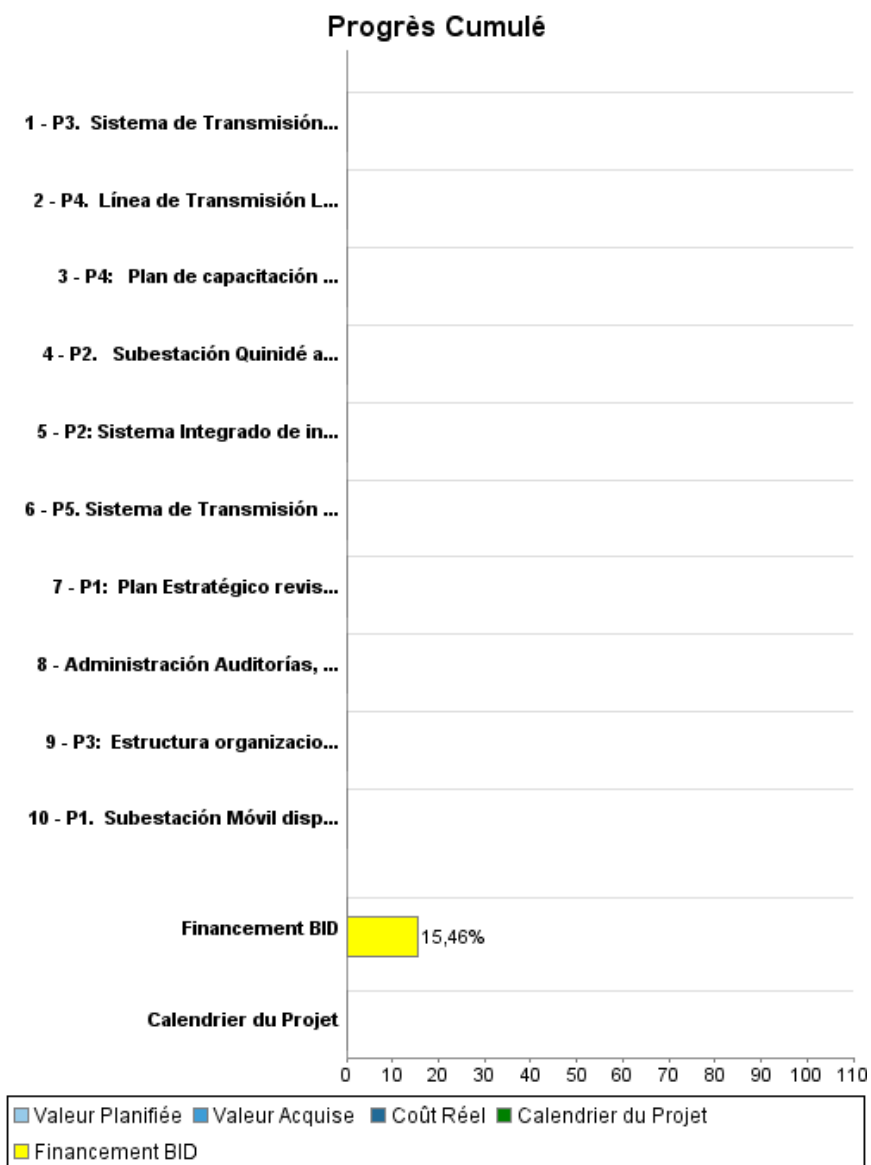 Progrès Cumulé
1 - P3.  Sistema de Transmisión...
2 - P4.  Línea de Transmisión L...
3 - P4:   Plan de capacitación ...
4 - P2.   Subestación Quinidé a...
5 - P2: Sistema Integrado de in...
6 - P5. Sistema de Transmisión ...
7 - P1:  Plan Estratégico revis...
8 - Administración Auditorías, ...
9 - P3:  Estructura organizacio...
10 - P1.  Subestación Móvil disp...
Financement BID
15,46%
Calendrier du Projet
0 10 20 30 40 50 60 70 80 90 100 110
Valeur Planifiée Valeur Acquise Coût Réel Calendrier du Projet
Financement BID